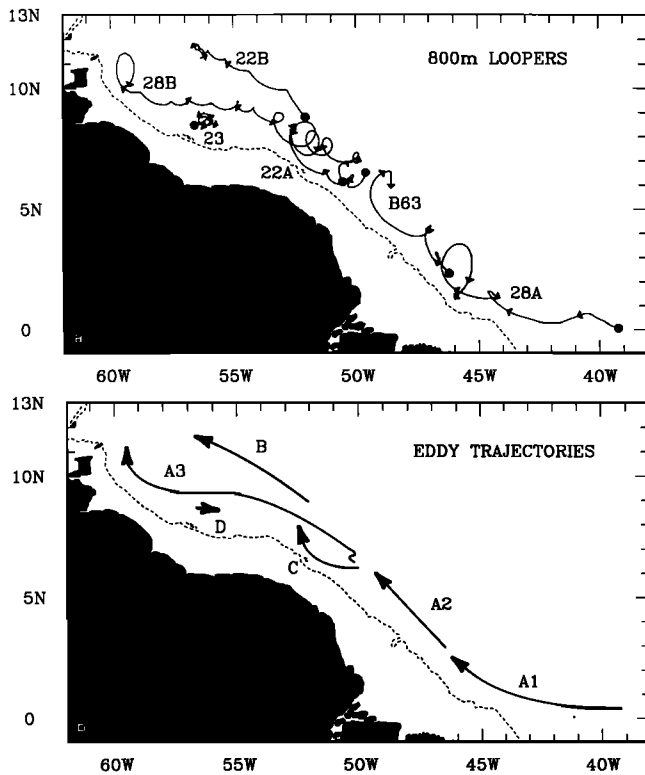 13N
22B
800m LOOPERS
28B
10N
23
22A
B63
5N
28A
0
60W 55W 50W 45W 40W
13N
B
EDDY TRAJECTORIES
A3
10N
D
C
5N
A2
A1
0
60W 55W 50W 45W 40W